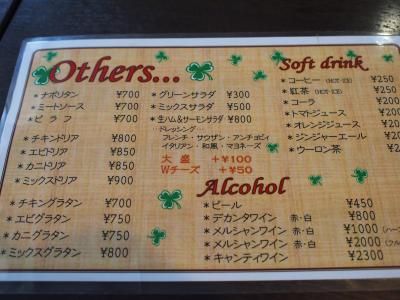 Others...
*ナポリタン ¥700
*ミートソース ¥700
*ピラフ ¥700
*チキンドリア ¥800
*エビドリア ¥850
*カニドリア ¥850
*ミックスドリア ¥900
*チキングラタン ¥700
*エビグラタン ¥750
*カニグラタン ¥750
*ミックスグラタン ¥800
*グリーンサラダ ¥300
*ミックスサラダ ¥500
*生ハム&サーモンサラダ ¥800
ドレッシング
フレンチ・サウザン・アンチョビィ
イタリアン・和風・マヨネーズ
大盛 +¥100
Wチーズ +¥50
Soft drink
*コーヒー (HOT・ICE) ¥250
*紅茶 (HOT・ICE) ¥250
*コーラ ¥200
*トマトジュース ¥200
*オレンジジュース ¥200
*ジンジャーエール ¥200
*ウーロン茶 ¥200
Alcohol
*ビール ¥450
*デカンタワイン 赤・白 ¥800
*メルシャンワイン 赤・白 ¥1000
*メルシャンワイン 赤・白 ¥2000
*キャンティワイン ¥2300